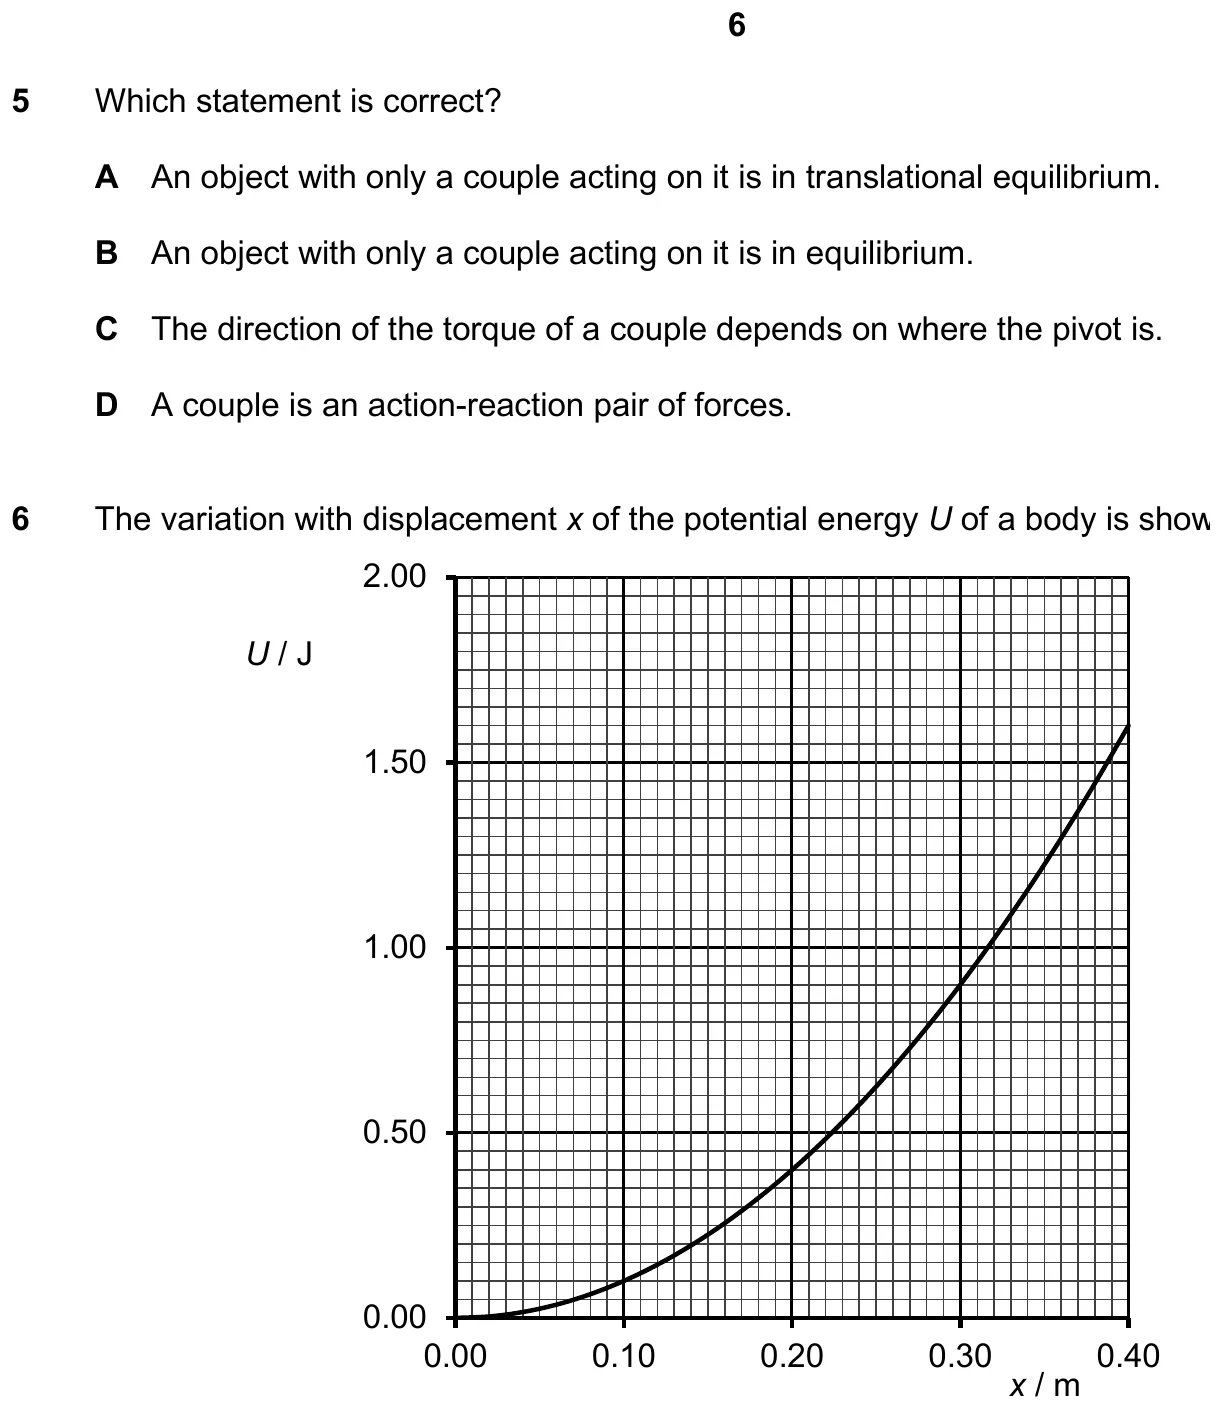 6
5 Which statement is correct?
A An object with only a couple acting on it is in translational equilibrium.
B An object with only a couple acting on it is in equilibrium.
C The direction of the torque of a couple depends on where the pivot is.
D A couple is an action-reaction pair of forces.
6 The variation with displacement x of the potential energy U of a body is show
2.00
U / J
1.50
1.00
0.50
0.00
0.00 0.10 0.20 0.30 0.40
x / m